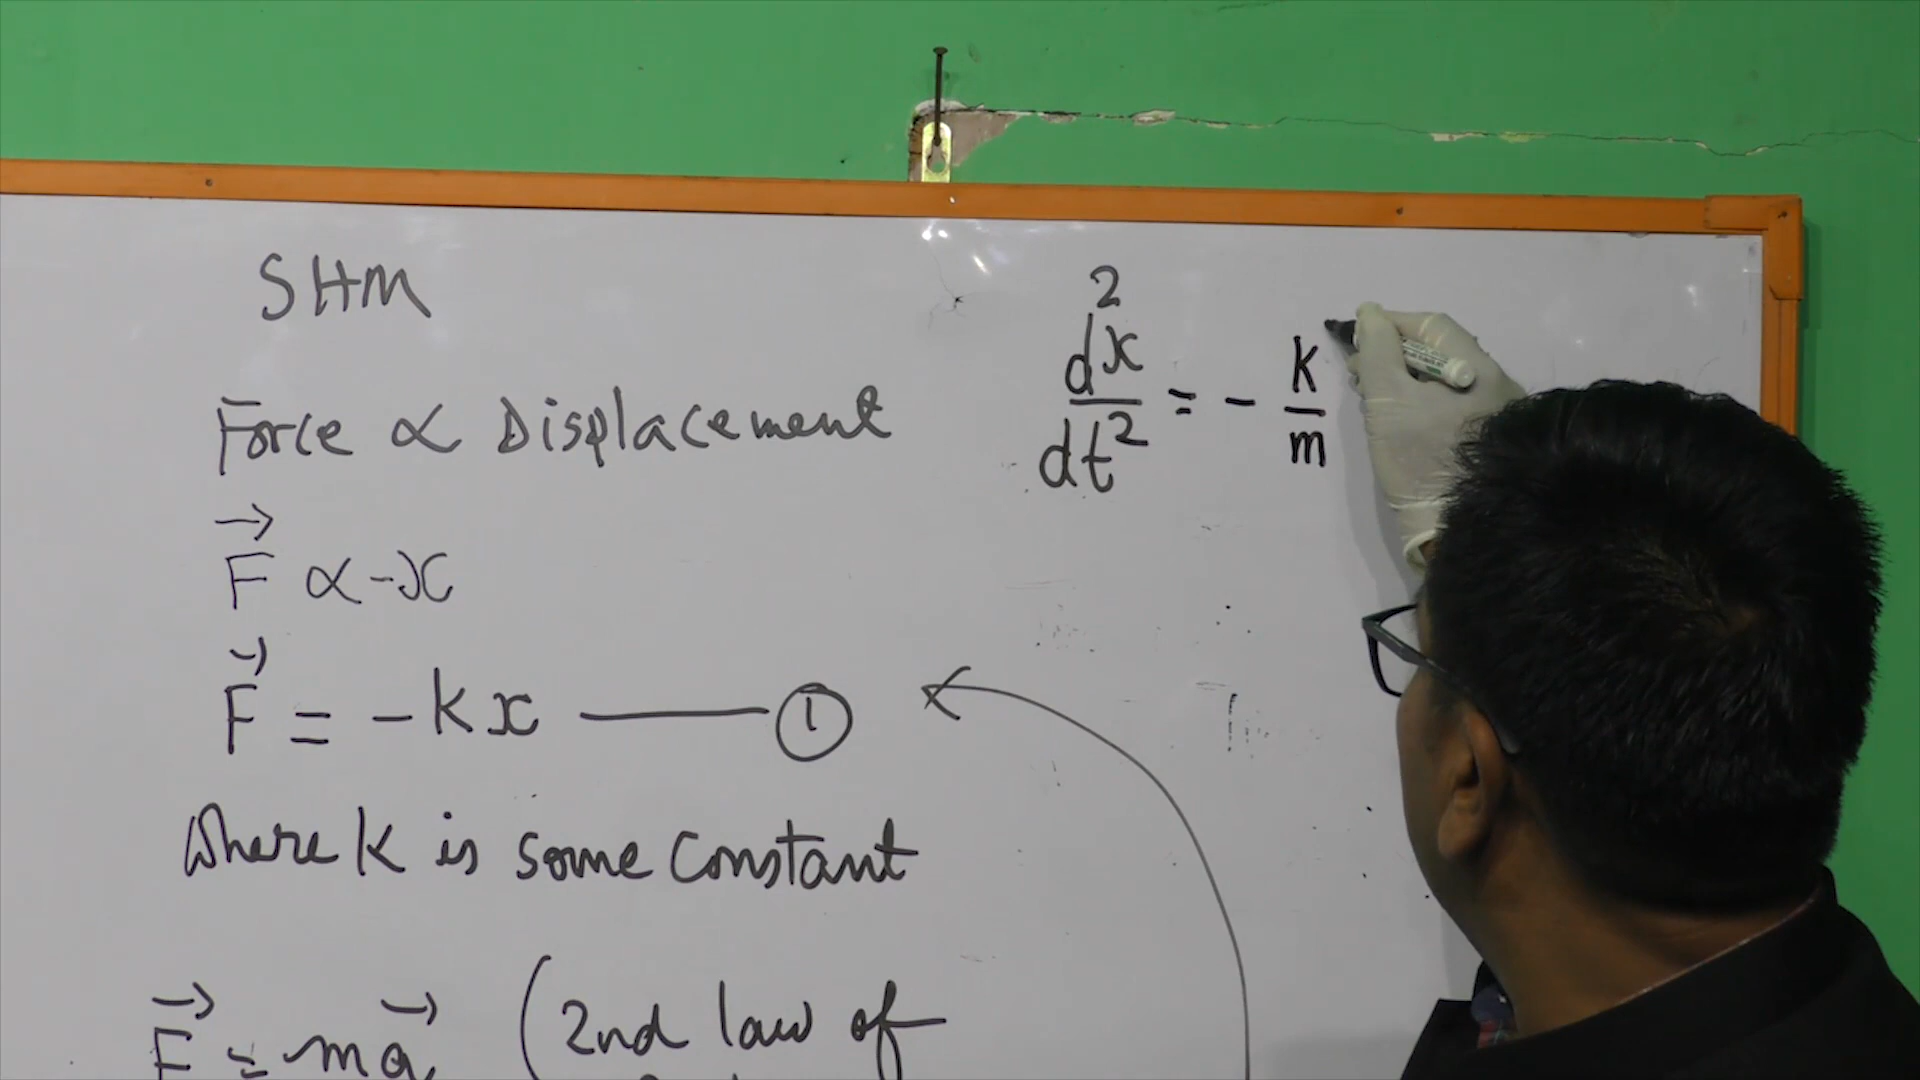 SHM
Force ∝ Displacement
F⃗ ∝ -x
F⃗ = -kx ——— ①
where k is some constant
F⃗ = ma⃗ (2nd law of
d²x/dt² = - k/m